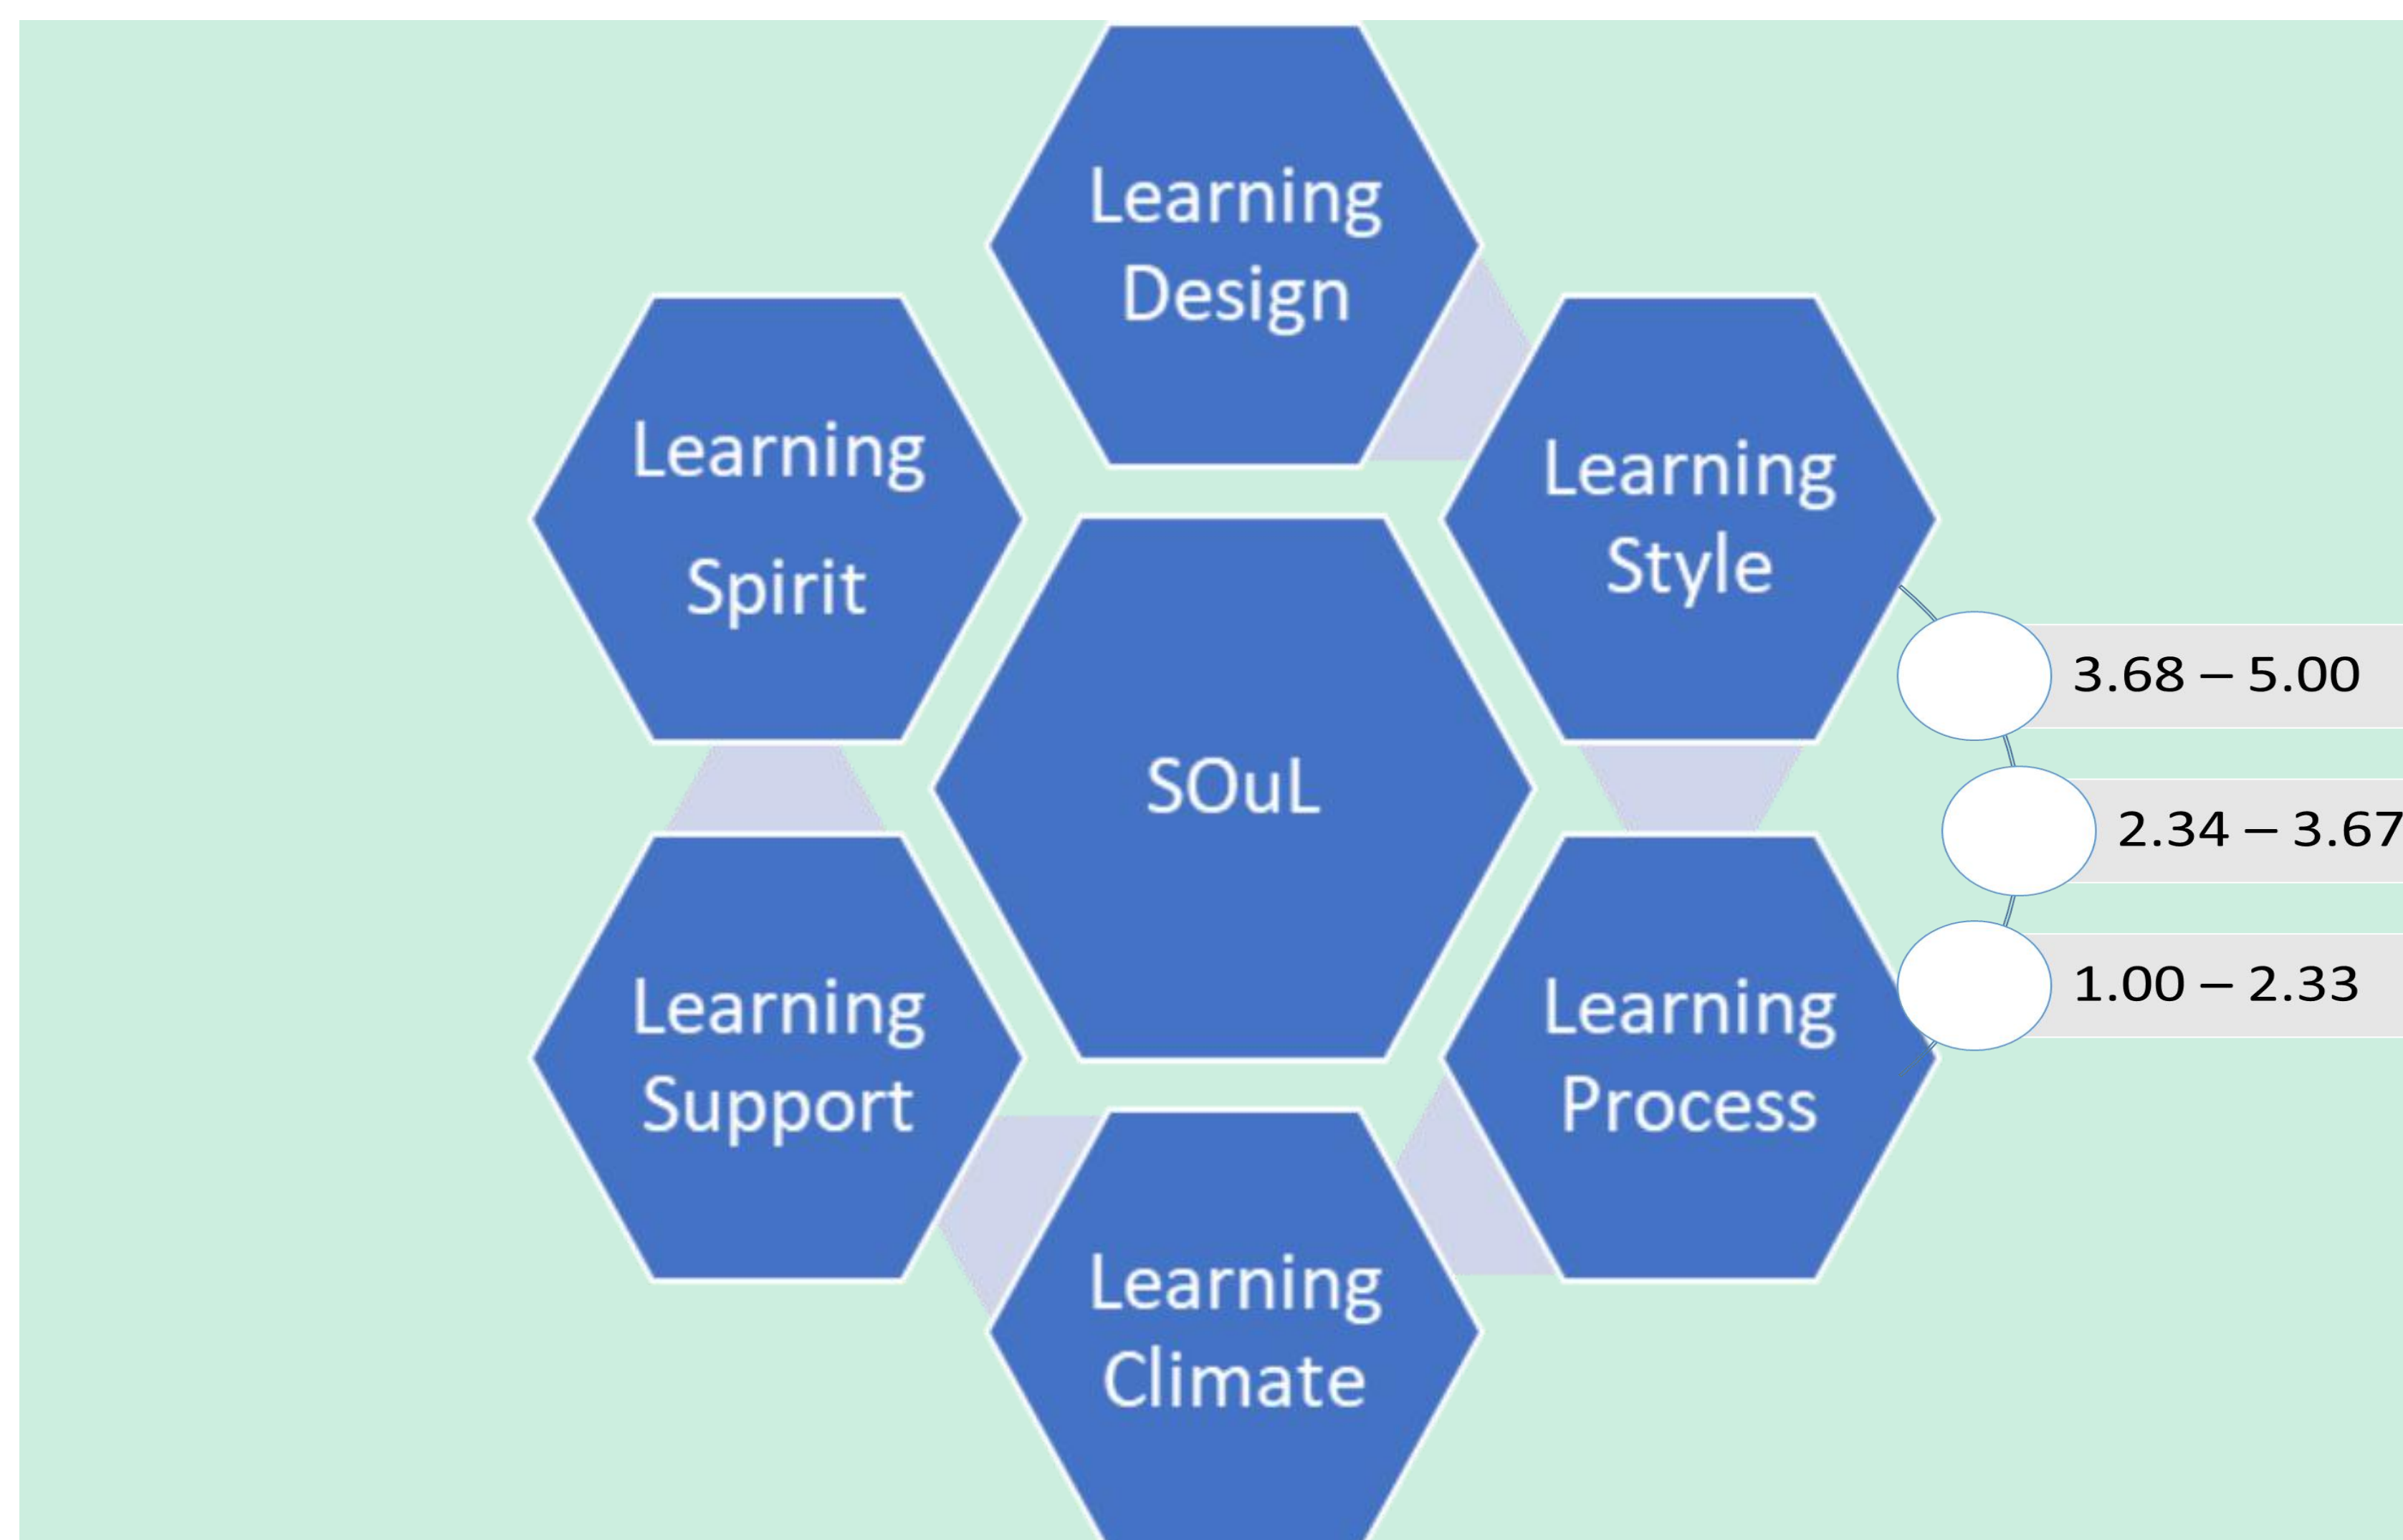 Learning
Design
Learning
Spirit
Learning
Style
SOuL
Learning
Support
Learning
Process
Learning
Climate
3.68 – 5.00
2.34 – 3.67
1.00 – 2.33